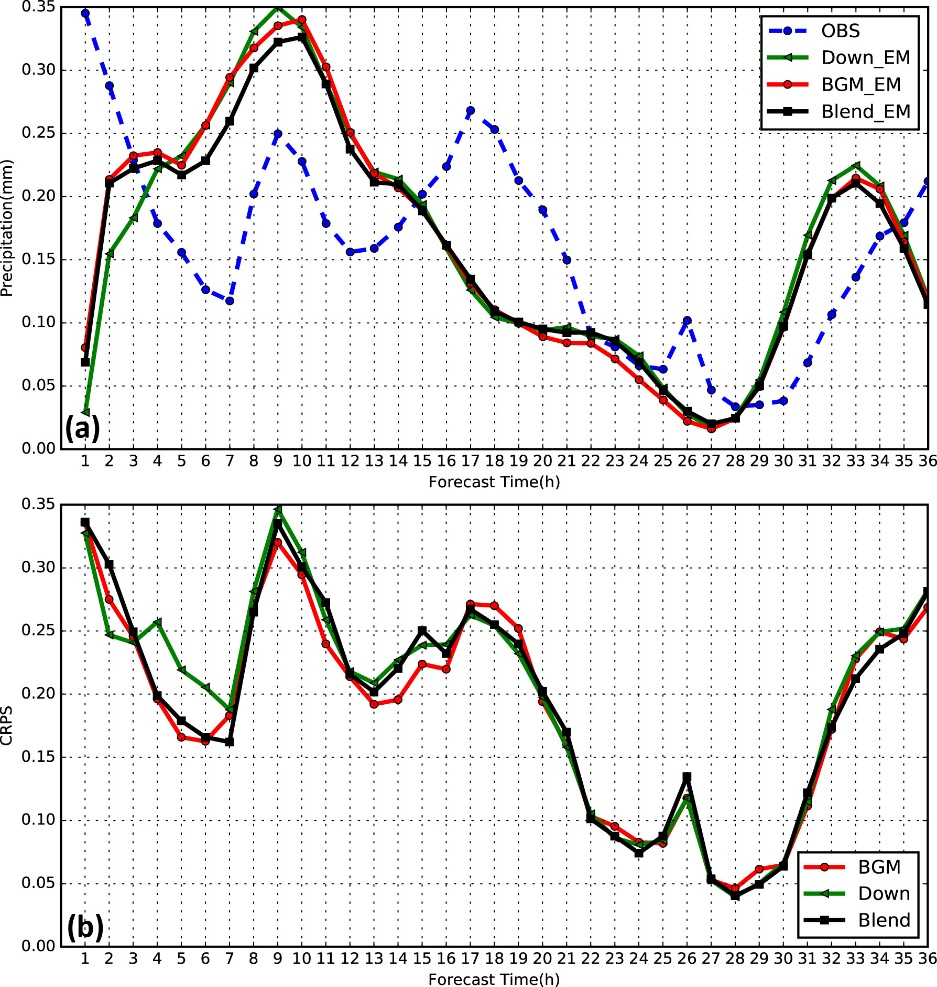 0.35
0.30
0.25
0.20
0.15
0.10
0.05
0.00
Precipitation(mm)
OBS
Down_EM
BGM_EM
Blend_EM
(a)
1 2 3 4 5 6 7 8 9 10 11 12 13 14 15 16 17 18 19 20 21 22 23 24 25 26 27 28 29 30 31 32 33 34 35 36
Forecast Time(h)
0.35
0.30
0.25
0.20
0.15
0.10
0.05
0.00
CRPS
BGM
Down
Blend
(b)
1 2 3 4 5 6 7 8 9 10 11 12 13 14 15 16 17 18 19 20 21 22 23 24 25 26 27 28 29 30 31 32 33 34 35 36
Forecast Time(h)